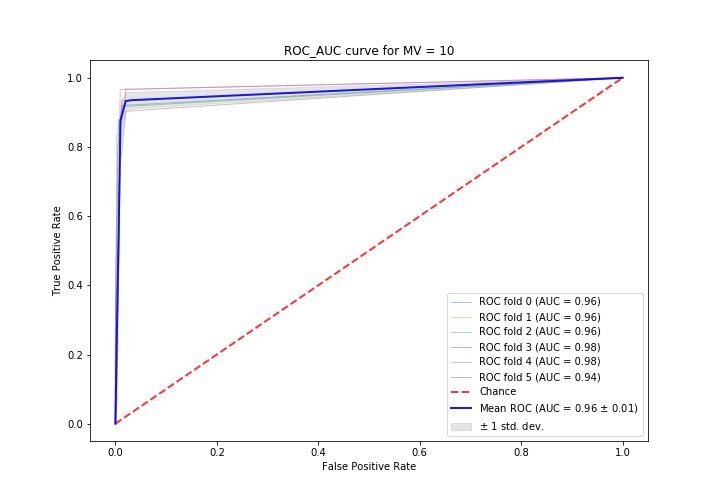 ROC_AUC curve for MV = 10
True Positive Rate
1.0
0.8
0.6
0.4
0.2
0.0
0.0 0.2 0.4 0.6 0.8 1.0
False Positive Rate
ROC fold 0 (AUC = 0.96)
ROC fold 1 (AUC = 0.96)
ROC fold 2 (AUC = 0.96)
ROC fold 3 (AUC = 0.98)
ROC fold 4 (AUC = 0.98)
ROC fold 5 (AUC = 0.94)
Chance
Mean ROC (AUC = 0.96 ± 0.01)
± 1 std. dev.